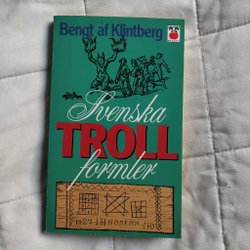 Bengt af Klintberg
W&W
Svenska
TROLL
formler